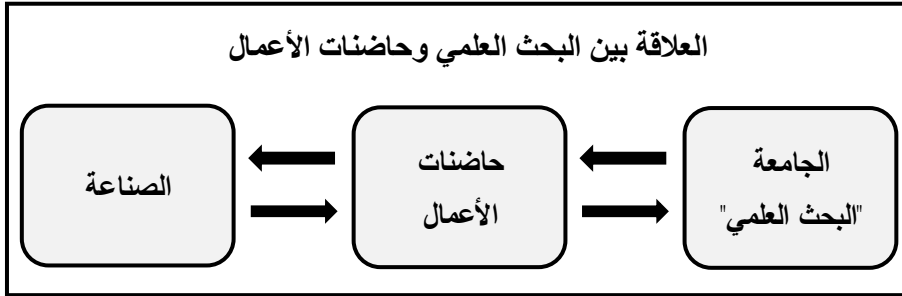 العلاقة بين البحث العلمي وحاضنات الأعمال
الجامعة
"البحث العلمي"
حاضنات
الأعمال
الصناعة